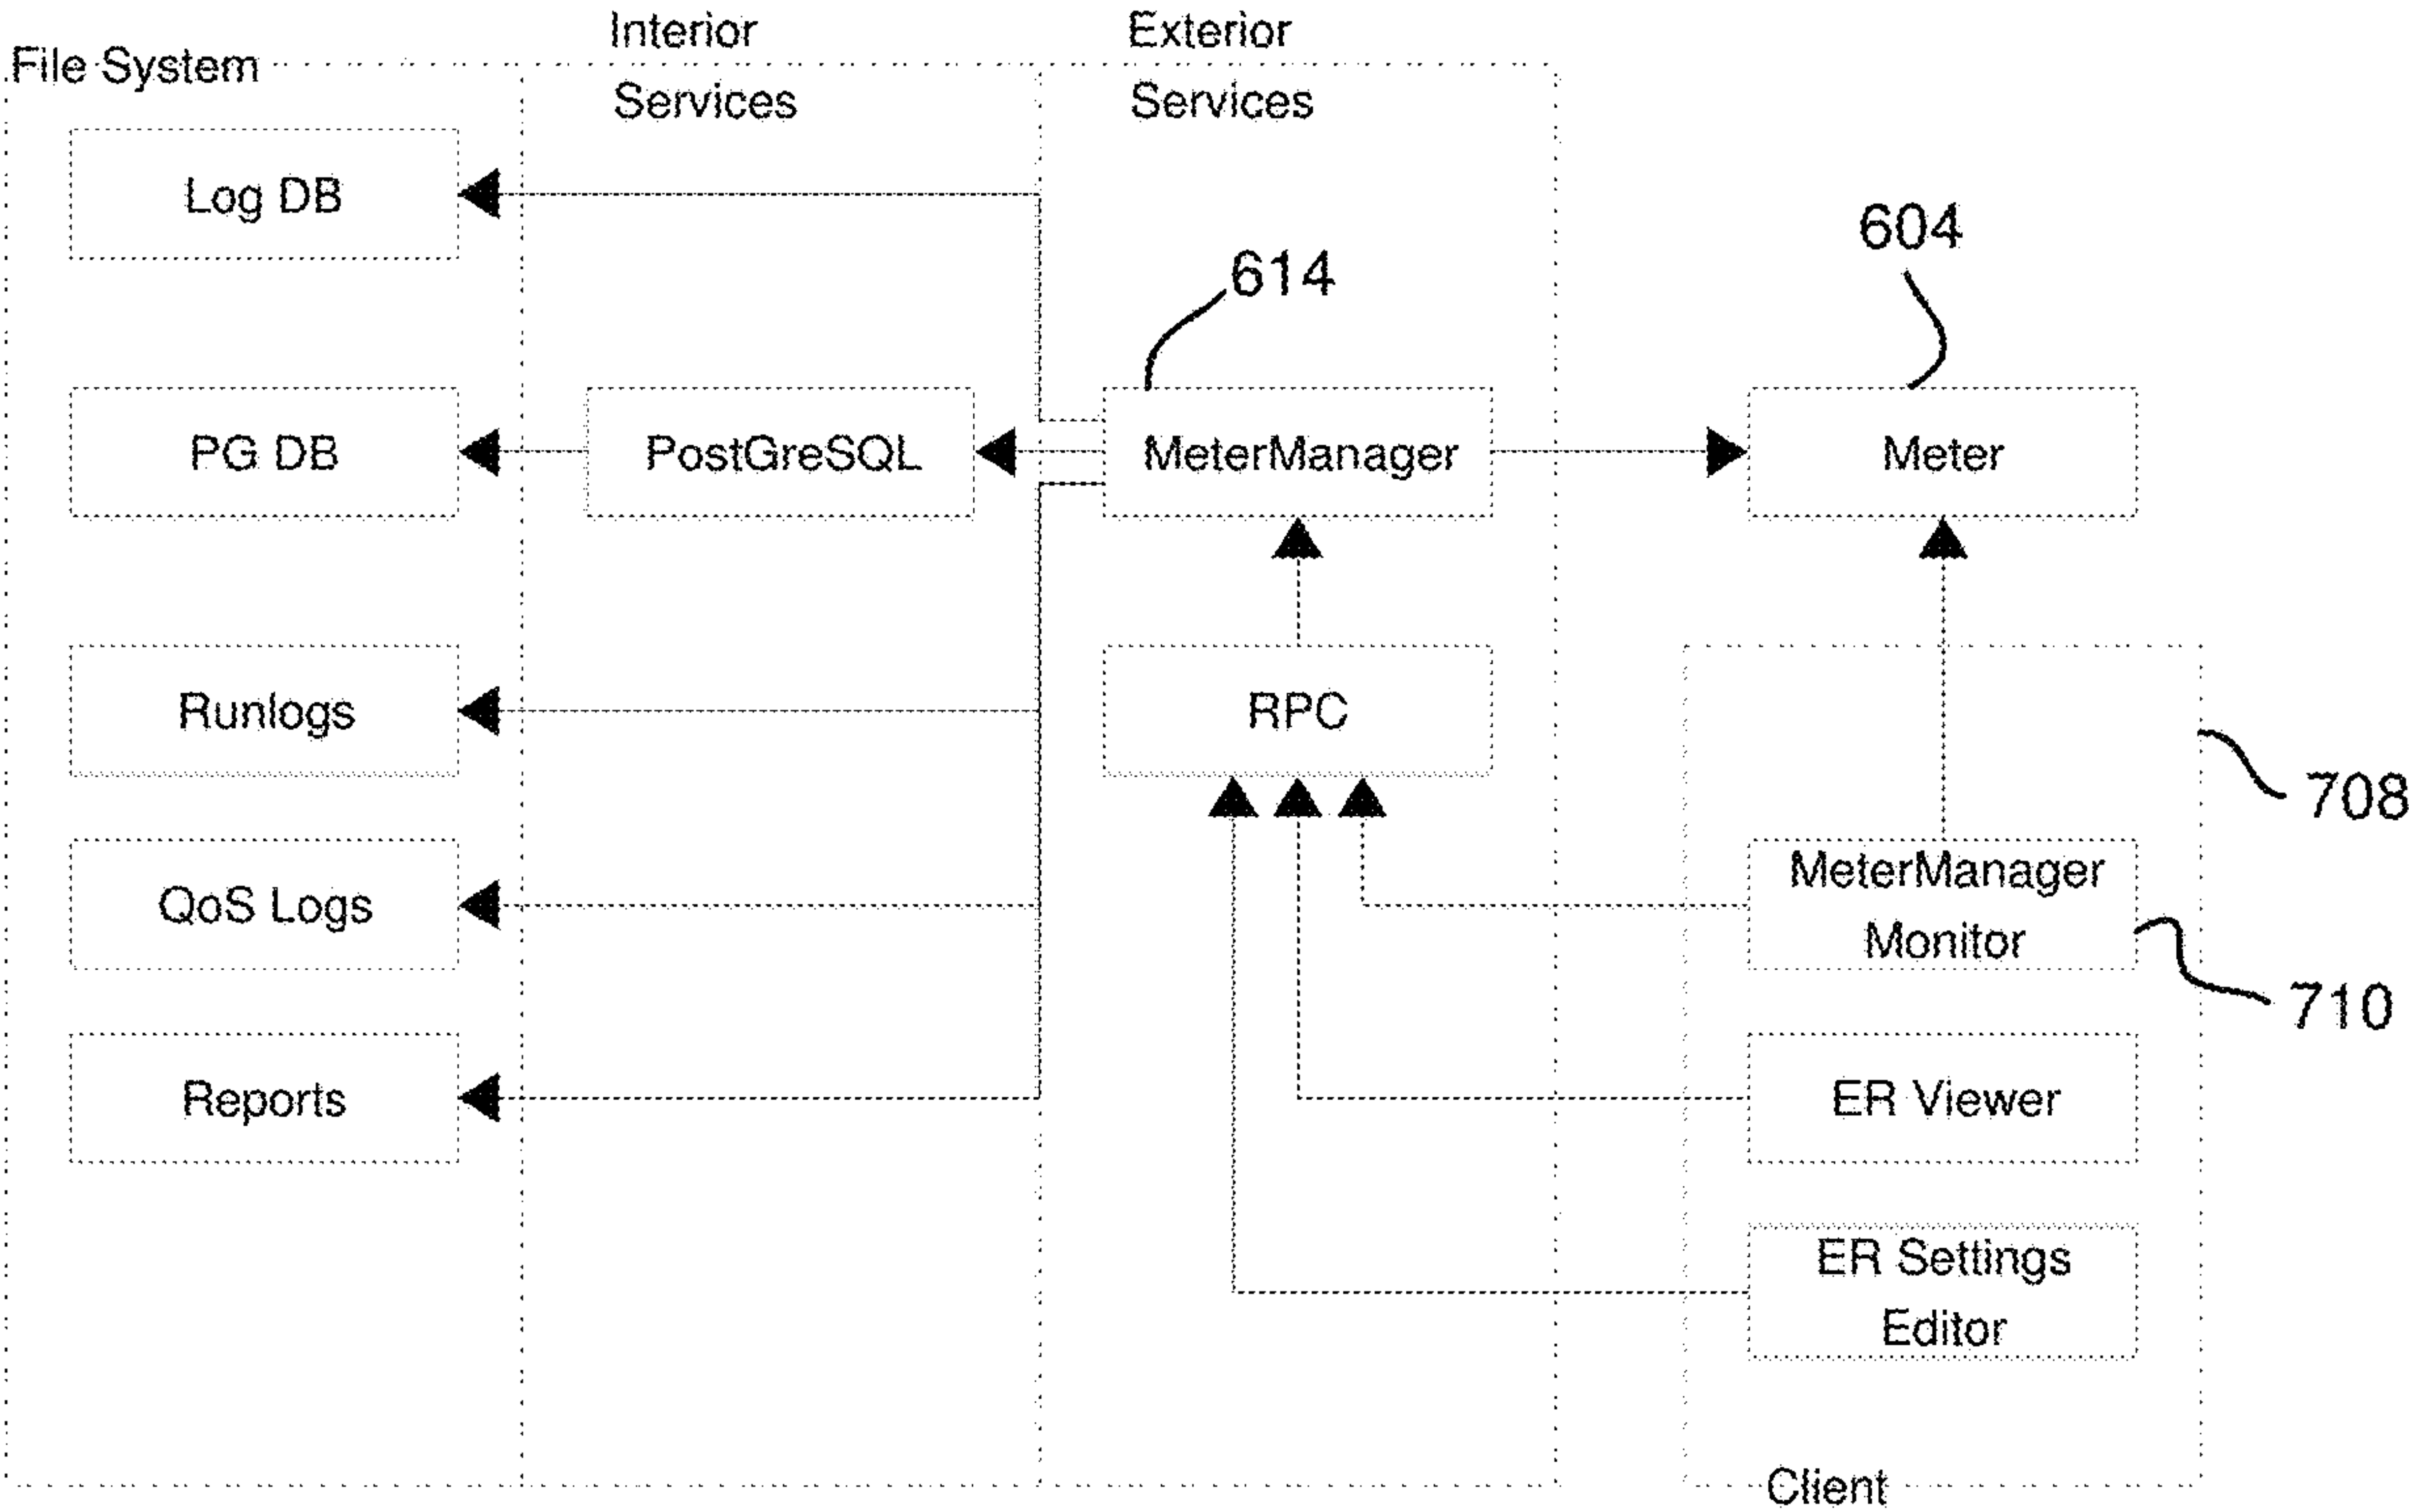 File System
Interior
Services
Exterior
Services
Log DB
614
604
PG DB
PostGreSQL
MeterManager
Meter
Runlogs
RPC
708
QoS Logs
MeterManager
Monitor
710
Reports
ER Viewer
ER Settings
Editor
Client